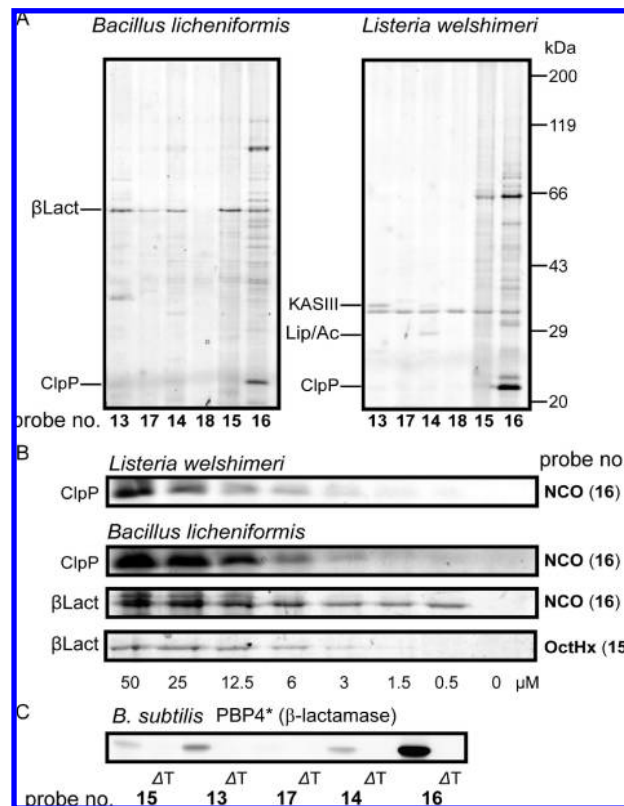 A
Bacillus licheniformis Listeria welshimeri
kDa
200
119
βLact 66
43
KASIII
Lip/Ac 29
ClpP ClpP
20
probe no. 13 17 14 18 15 16 13 17 14 18 15 16
B
Listeria welshimeri probe no
ClpP NCO (16)
Bacillus licheniformis
ClpP NCO (16)
βLact NCO (16)
βLact OctHx (15
50 25 12.5 6 3 1.5 0.5 0 μM
C
B. subtilis PBP4* (β-lactamase)
ΔT ΔT ΔT ΔT ΔT
probe no. 15 13 17 14 16